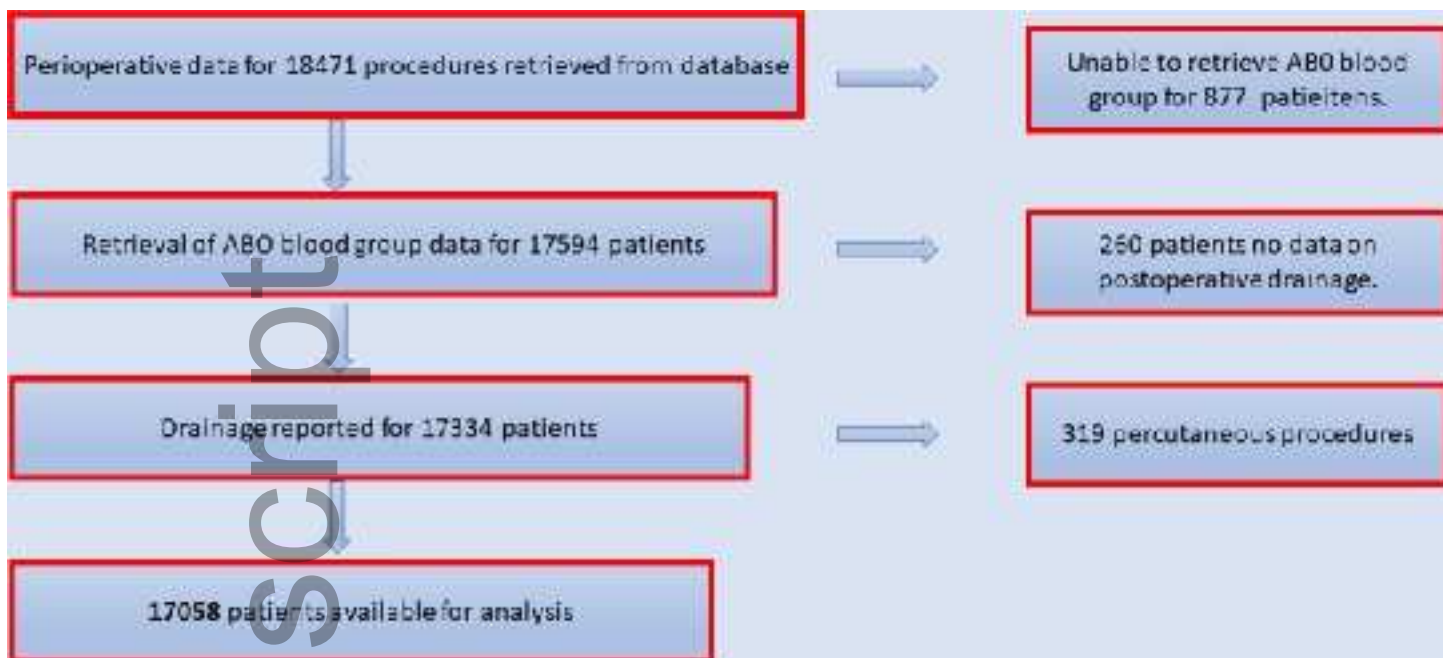 Perioperative data for 18471 procedures retrieved from database
Unable to retrieve ABO blood
group for 877 patieitens.
Retrieval of ABO blood group data for 17594 patients
260 patients no data on
postoperative drainage.
Drainage reported for 17334 patients
319 percutaneous procedures
17058 patients available for analysis
script